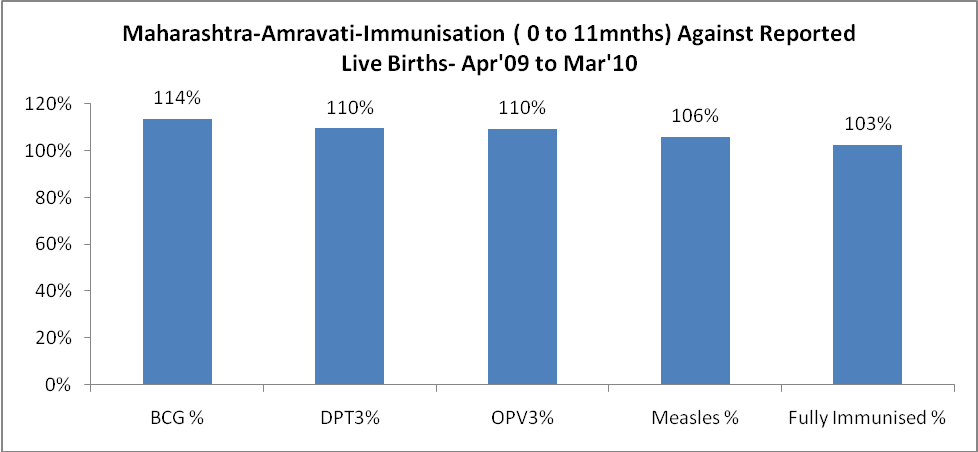 Maharashtra-Amravati-Immunisation ( 0 to 11mnths) Against Reported
Live Births- Apr'09 to Mar'10
114%
110%
110%
106%
103%
120%
100%
80%
60%
40%
20%
0%
BCG %
DPT3%
OPV3%
Measles %
Fully Immunised %